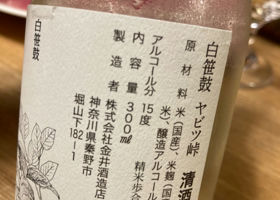 白笹鼓 ヤビツ峠 清酒
原材料 米(国産)、米麹(国
米) 醸造アルコール
精米歩合
アルコール分 15度
内容量 300ml
製造者 株式会社金井酒造店
神奈川県秦野市
堀山下182-1
白笹鼓